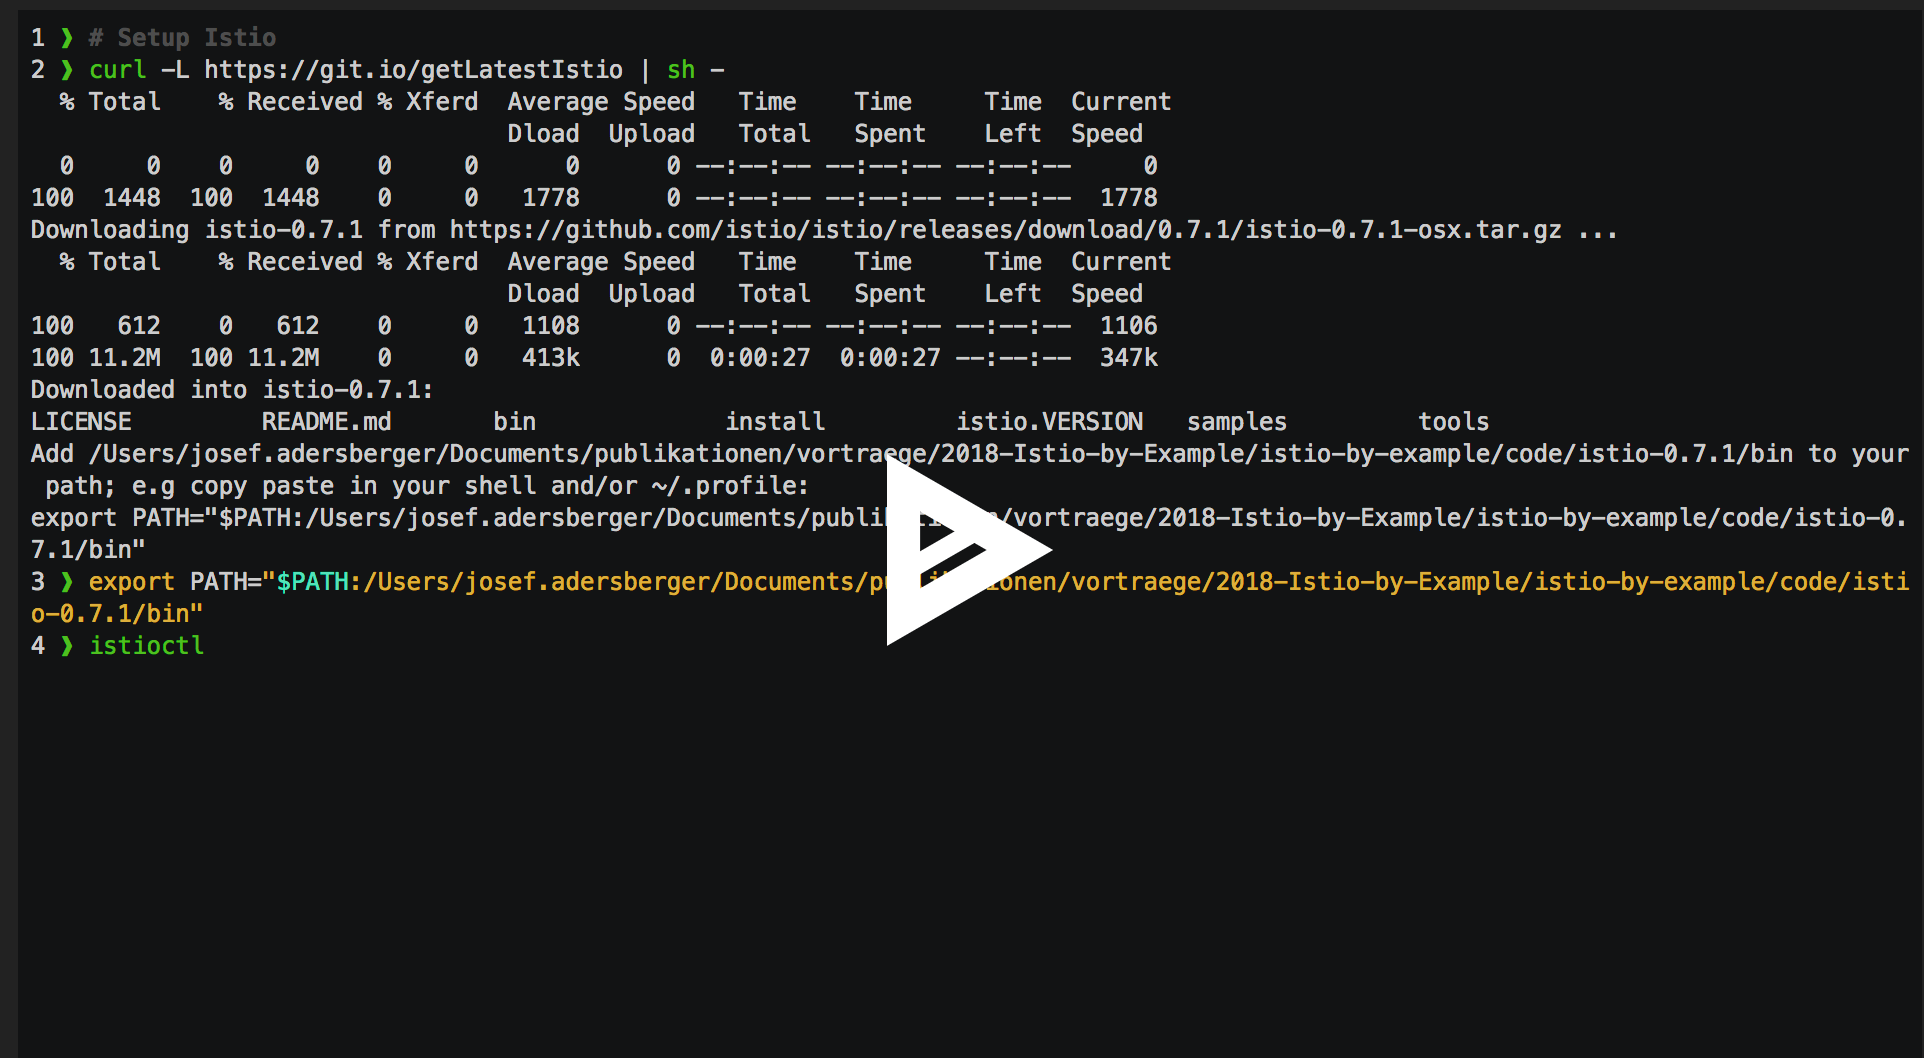 1 ❯ # Setup Istio
2 ❯ curl -L https://git.io/getLatestIstio | sh -
  % Total    % Received % Xferd  Average Speed   Time    Time     Time  Current
                                 Dload  Upload   Total   Spent    Left  Speed
  0     0    0     0    0     0      0      0 --:--:-- --:--:-- --:--:--     0
100  1448  100  1448    0     0   1778      0 --:--:-- --:--:-- --:--:--  1778
Downloading istio-0.7.1 from https://github.com/istio/istio/releases/download/0.7.1/istio-0.7.1-osx.tar.gz ...
  % Total    % Received % Xferd  Average Speed   Time    Time     Time  Current
                                 Dload  Upload   Total   Spent    Left  Speed
100   612    0   612    0     0   1108      0 --:--:-- --:--:-- --:--:--  1106
100 11.2M  100 11.2M    0     0   413k      0  0:00:27  0:00:27 --:--:--  347k
Downloaded into istio-0.7.1:
LICENSE         README.md       bin             install         istio.VERSION   samples         tools
Add /Users/josef.adersberger/Documents/publikationen/vortraege/2018-Istio-by-Example/istio-by-example/code/istio-0.7.1/bin to your
 path; e.g copy paste in your shell and/or ~/.profile:
export PATH="$PATH:/Users/josef.adersberger/Documents/publikationen/vortraege/2018-Istio-by-Example/istio-by-example/code/istio-0.
7.1/bin"
3 ❯ export PATH="$PATH:/Users/josef.adersberger/Documents/publikationen/vortraege/2018-Istio-by-Example/istio-by-example/code/isti
o-0.7.1/bin"
4 ❯ istioctl